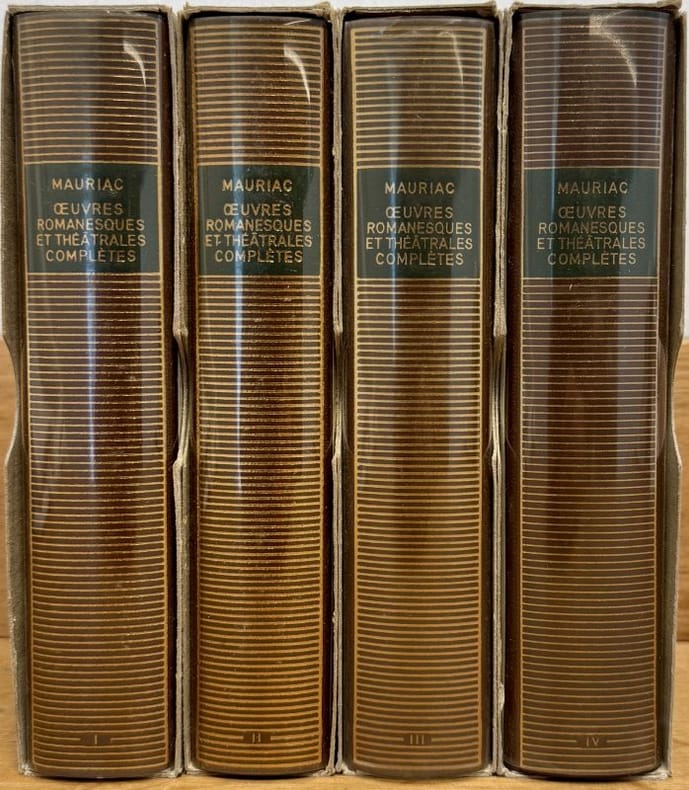 MAURIAC
ŒUVRES
ROMANESQUES
ET THÉÂTRALES
COMPLÈTES
I
MAURIAC
ŒUVRES
ROMANESQUES
ET THÉÂTRALES
COMPLÈTES
II
MAURIAC
ŒUVRES
ROMANESQUES
ET THÉÂTRALES
COMPLÈTES
III
MAURIAC
ŒUVRES
ROMANESQUES
ET THÉÂTRALES
COMPLÈTES
IV